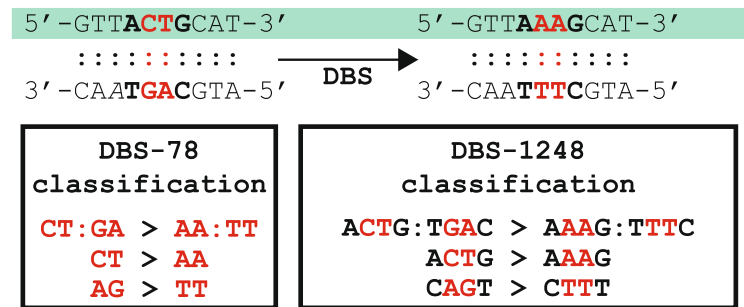 5′-GTTACTGCAT-3′
::::::::::
3′-CAATGACGTA-5′
DBS
5′-GTTAAAGCAT-3′
::::::::::
3′-CAATTTCGTA-5′
DBS-78
classification
CT:GA > AA:TT
CT > AA
AG > TT
DBS-1248
classification
ACTG:TGAC > AAAG:TTTC
ACTG > AAAG
CAGT > CTTT